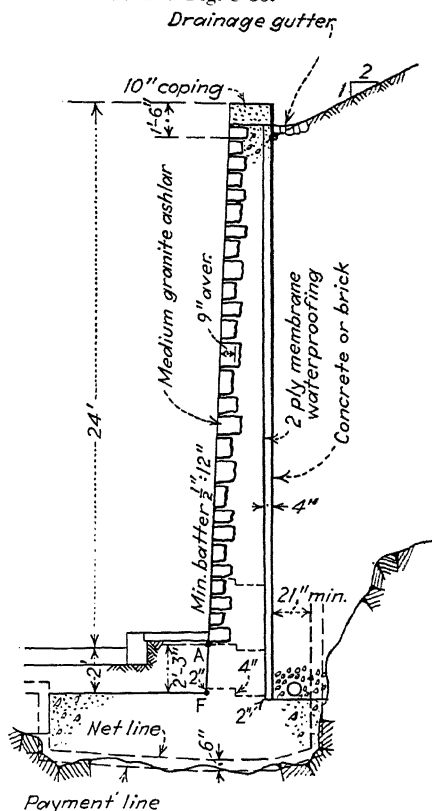 Drainage gutter
2
1
10" coping
1'-6"
Medium granite ashlar
9" aver.
2 ply membrane
waterproofing
Concrete or brick
24'
Min. batter ½":12"
4"
21" min.
A
2'
2'-3"
2"
4"
F
2"
Net line
6"
Payment line